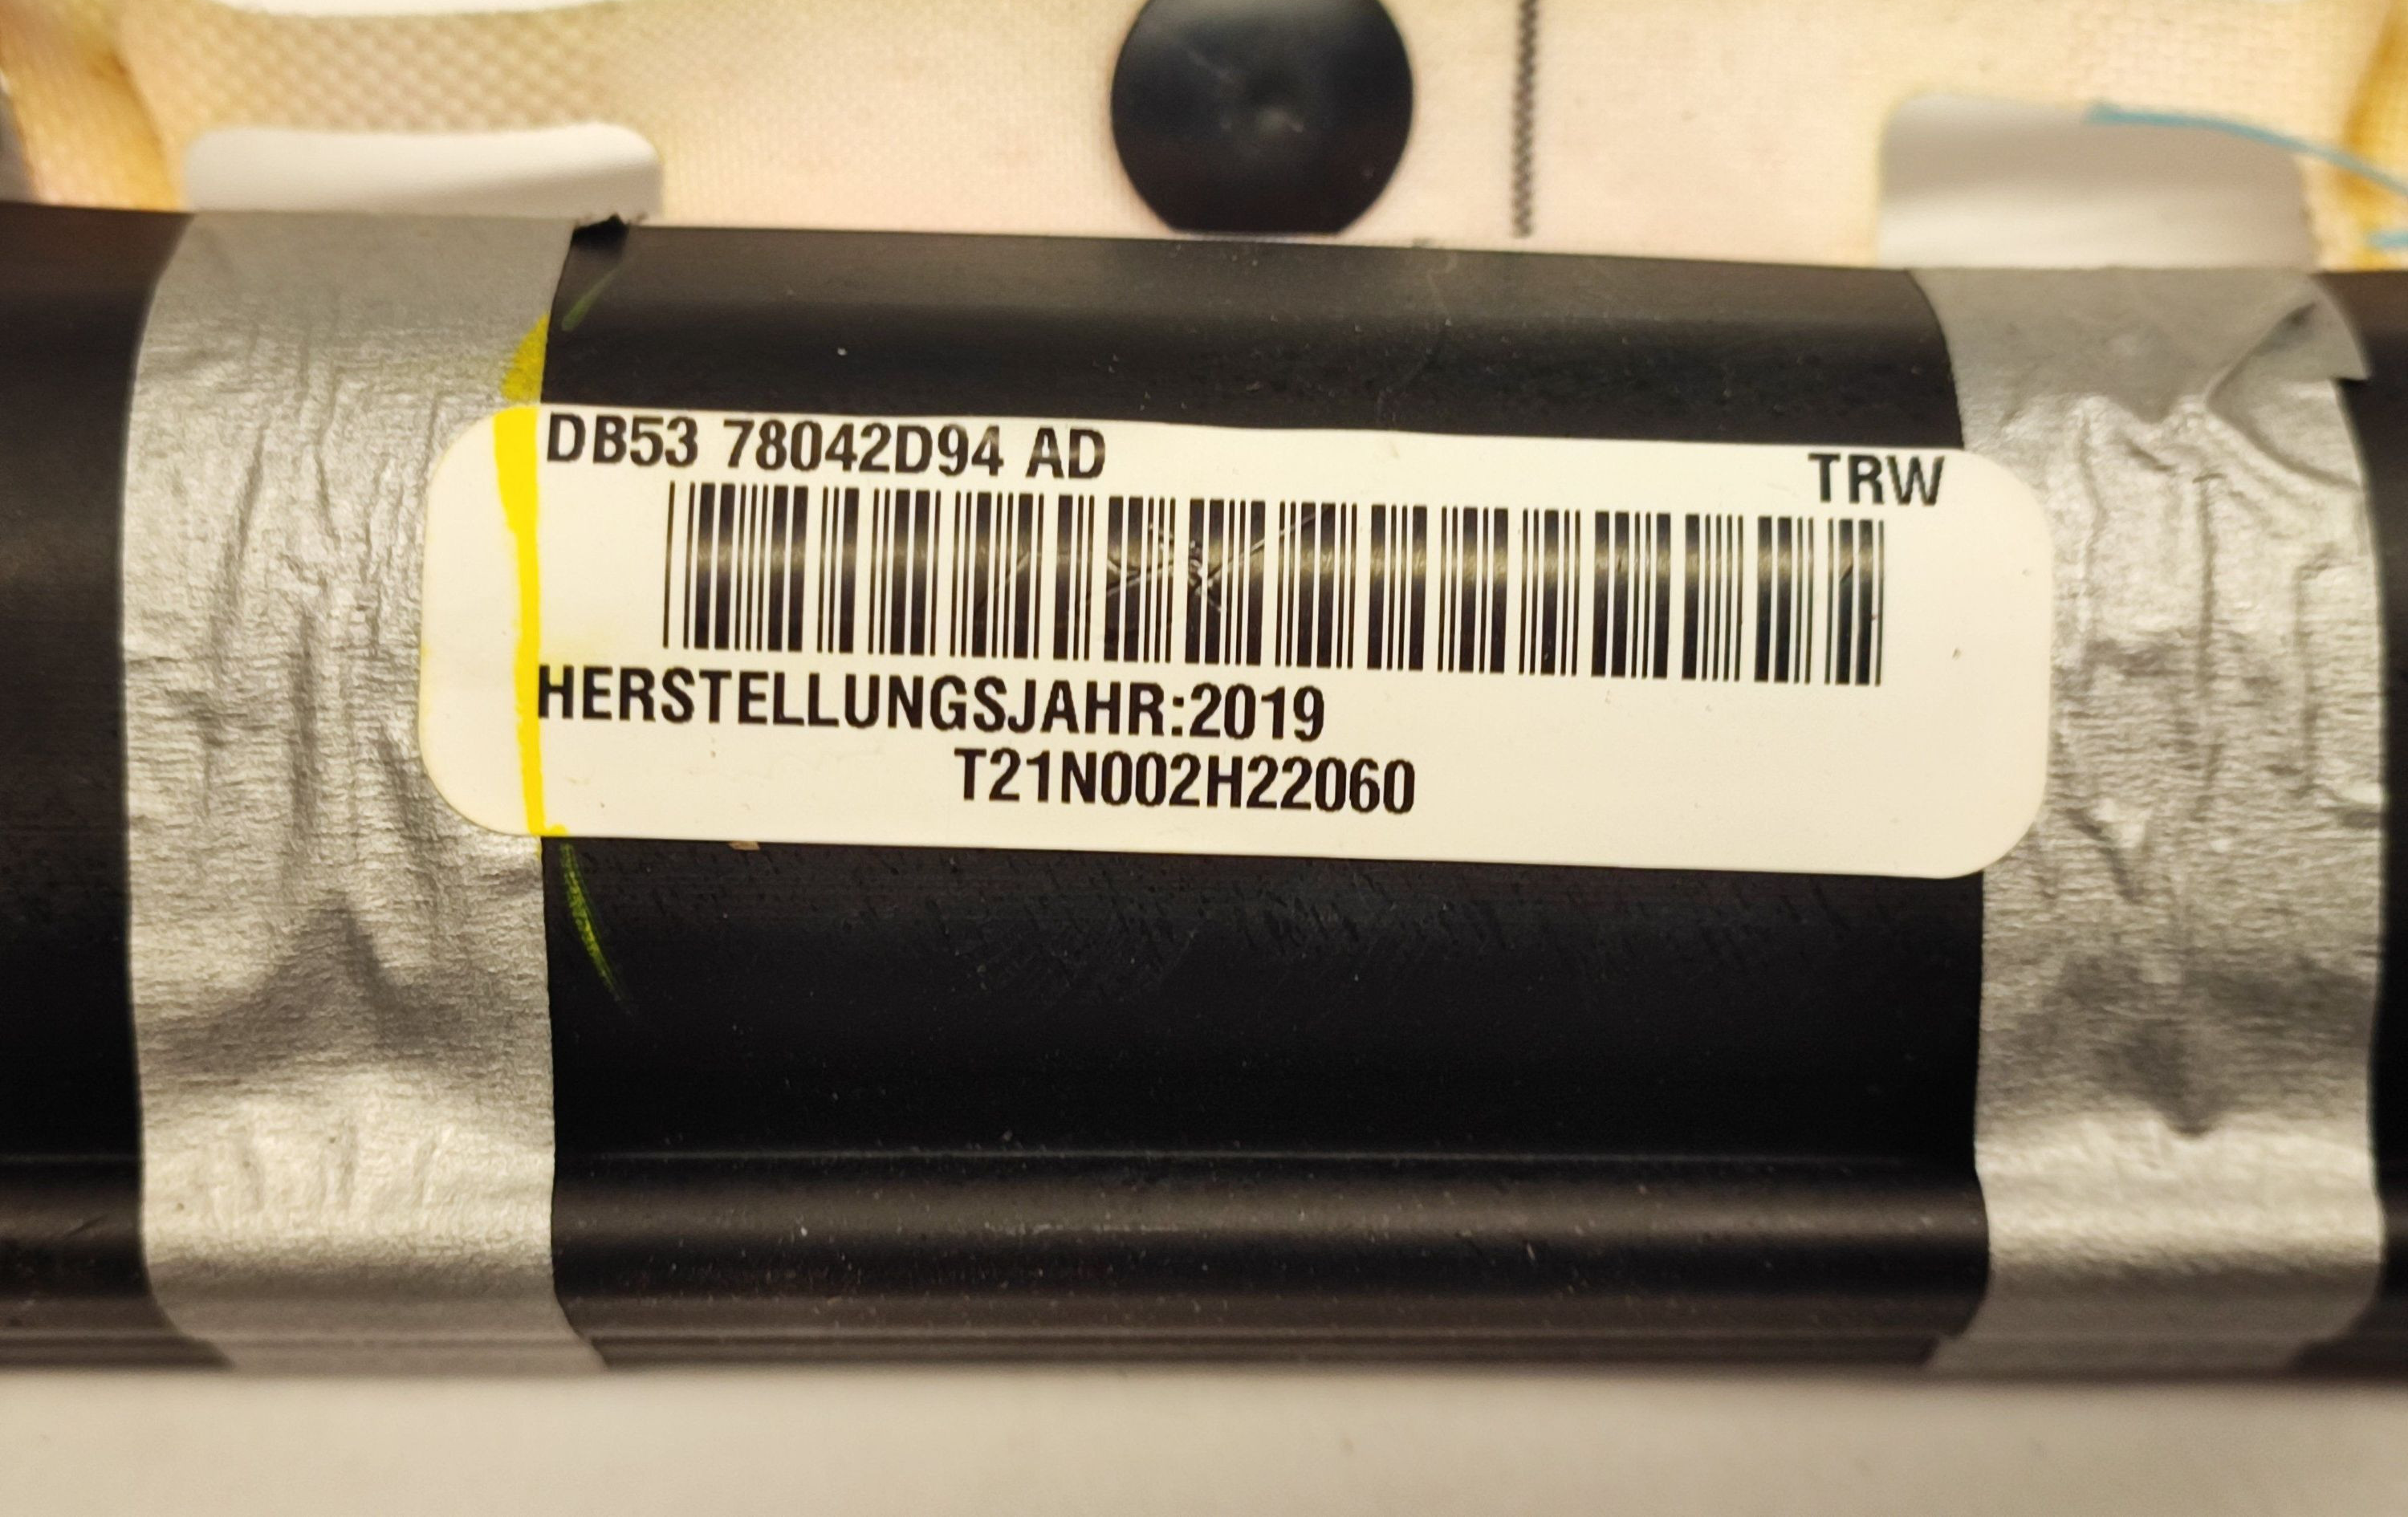 DB53 78042D94 AD TRW
HERSTELLUNGSJAHR:2019
T21N002H22060